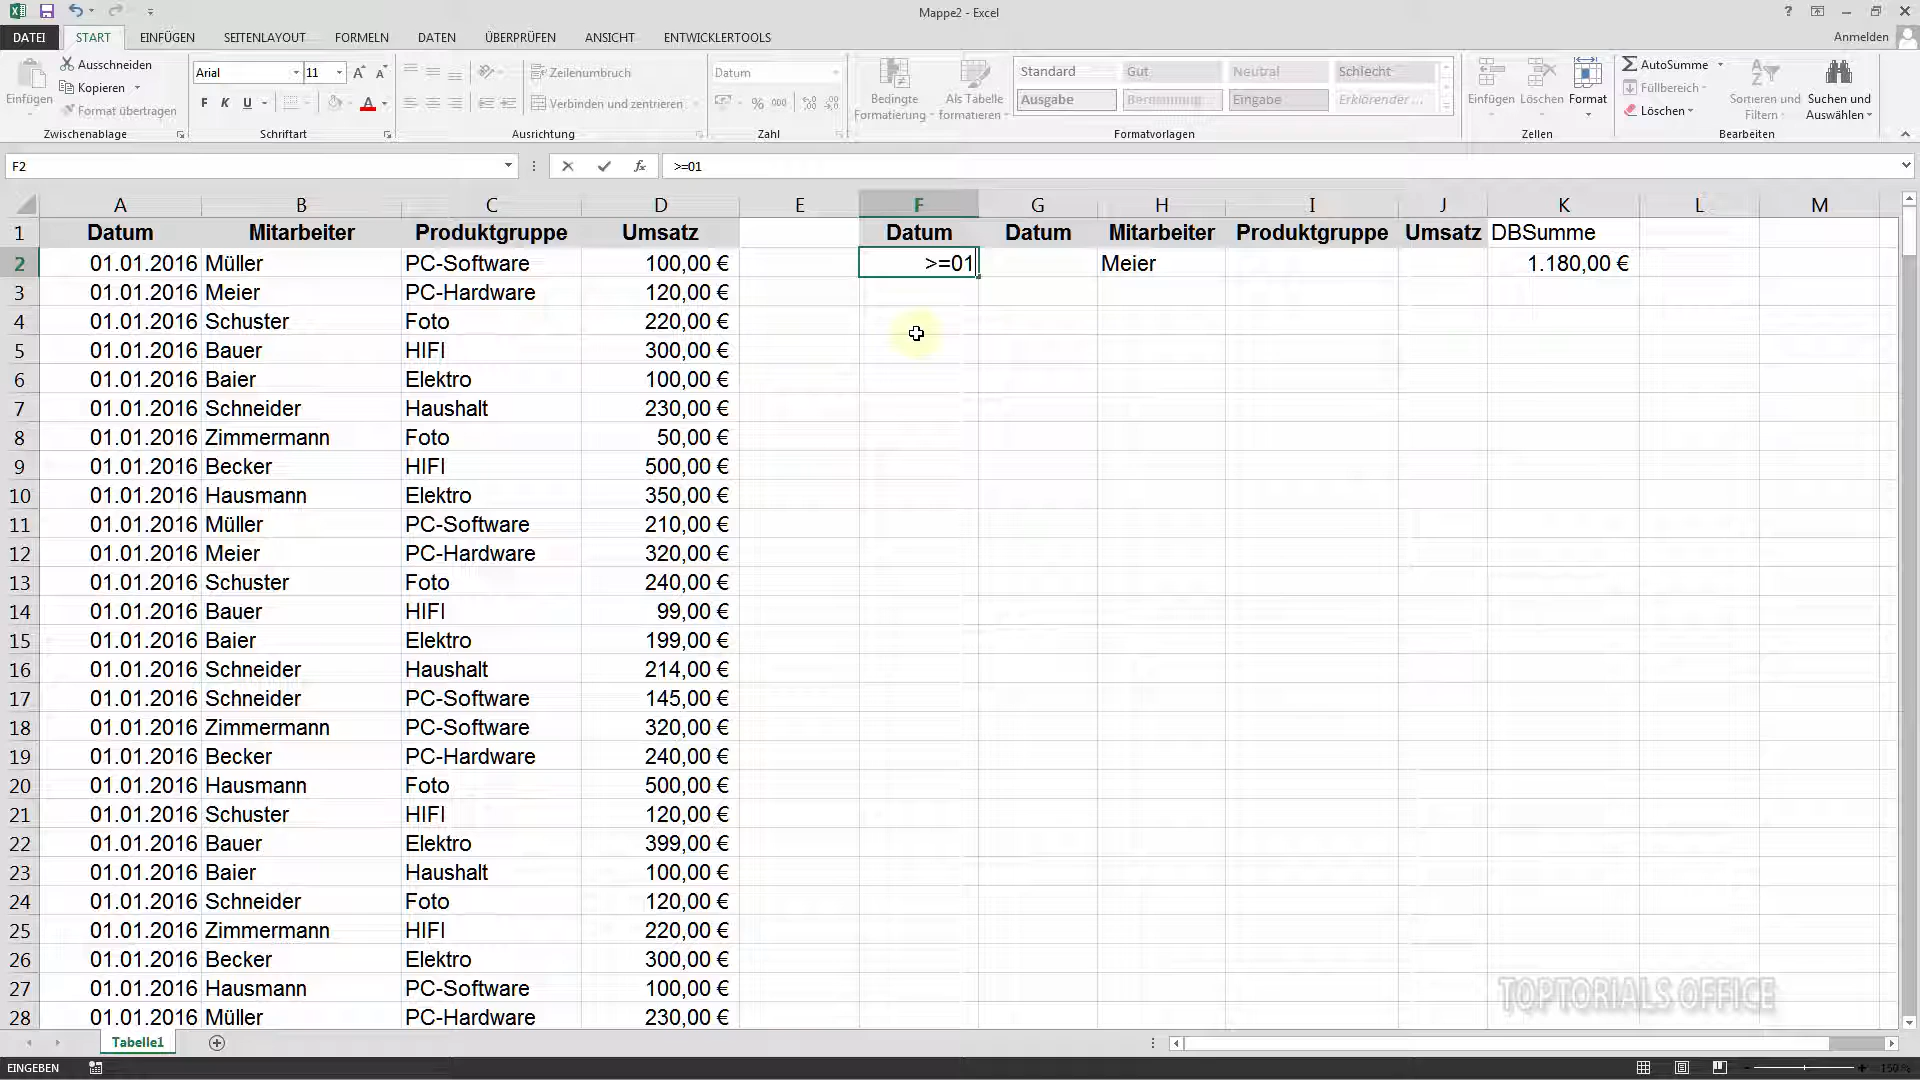 Mappe2 - Excel
DATEI START EINFÜGEN SEITENLAYOUT FORMELN DATEN ÜBERPRÜFEN ANSICHT ENTWICKLERTOOLS
Anmelden
Einfügen
Ausschneiden
Kopieren
Format übertragen
Zwischenablage
Arial 11
F K U
Schriftart
Zeilenumbruch
Verbinden und zentrieren
Ausrichtung
Datum
% 000
Zahl
Bedingte
Formatierung
Als Tabelle
formatieren
Standard Gut Neutral Schlecht
Ausgabe Eingabe Erklärender ...
Formatvorlagen
Einfügen Löschen Format
Zellen
AutoSumme
Füllbereich
Löschen
Sortieren und
Filtern
Suchen und
Auswählen
Bearbeiten
F2 fx >=01
A B C D E F G H I J K L M
1 Datum Mitarbeiter Produktgruppe Umsatz Datum Datum Mitarbeiter Produktgruppe Umsatz DBSumme
2 01.01.2016 Müller PC-Software 100,00 € >=01 Meier 1.180,00 €
3 01.01.2016 Meier PC-Hardware 120,00 €
4 01.01.2016 Schuster Foto 220,00 €
5 01.01.2016 Bauer HIFI 300,00 €
6 01.01.2016 Baier Elektro 100,00 €
7 01.01.2016 Schneider Haushalt 230,00 €
8 01.01.2016 Zimmermann Foto 50,00 €
9 01.01.2016 Becker HIFI 500,00 €
10 01.01.2016 Hausmann Elektro 350,00 €
11 01.01.2016 Müller PC-Software 210,00 €
12 01.01.2016 Meier PC-Hardware 320,00 €
13 01.01.2016 Schuster Foto 240,00 €
14 01.01.2016 Bauer HIFI 99,00 €
15 01.01.2016 Baier Elektro 199,00 €
16 01.01.2016 Schneider Haushalt 214,00 €
17 01.01.2016 Schneider PC-Software 145,00 €
18 01.01.2016 Zimmermann PC-Software 320,00 €
19 01.01.2016 Becker PC-Hardware 240,00 €
20 01.01.2016 Hausmann Foto 500,00 €
21 01.01.2016 Schuster HIFI 120,00 €
22 01.01.2016 Bauer Elektro 399,00 €
23 01.01.2016 Baier Haushalt 100,00 €
24 01.01.2016 Schneider Foto 120,00 €
25 01.01.2016 Zimmermann HIFI 220,00 €
26 01.01.2016 Becker Elektro 300,00 €
27 01.01.2016 Hausmann PC-Software 100,00 €
28 01.01.2016 Müller PC-Hardware 230,00 €
TOPTORIALS OFFICE
Tabelle1
EINGEBEN
150 %